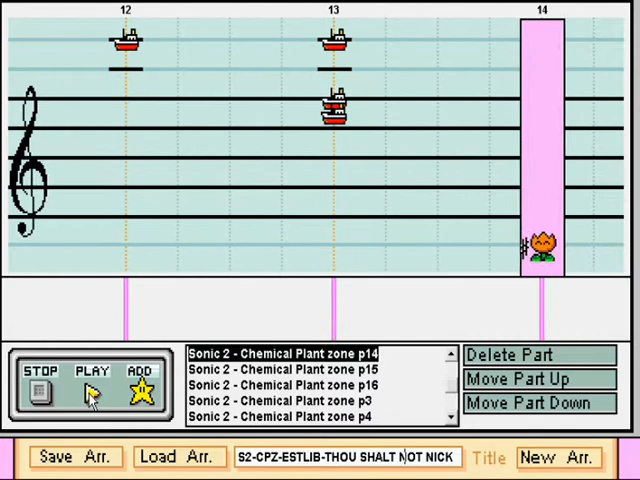 12 13 14
STOP PLAY ADD
Sonic 2 - Chemical Plant zone p14
Sonic 2 - Chemical Plant zone p15
Sonic 2 - Chemical Plant zone p16
Sonic 2 - Chemical Plant zone p3
Sonic 2 - Chemical Plant zone p4
Delete Part
Move Part Up
Move Part Down
Save Arr. Load Arr. S2-CPZ-ESTLIB-THOU SHALT NOT NICK Title New Arr.